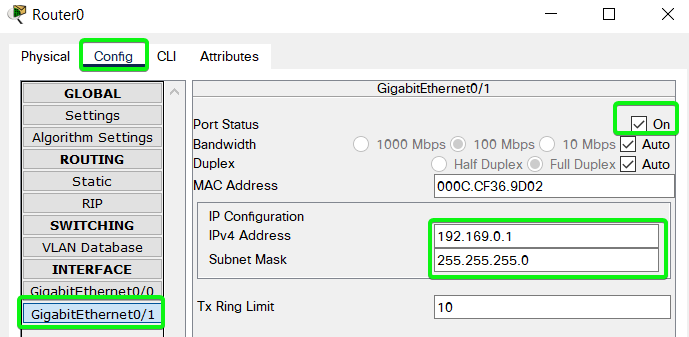 Router0
Physical Config CLI Attributes
GLOBAL
Settings
Algorithm Settings
ROUTING
Static
RIP
SWITCHING
VLAN Database
INTERFACE
GigabitEthernet0/0
GigabitEthernet0/1
GigabitEthernet0/1
Port Status On
Bandwidth 1000 Mbps 100 Mbps 10 Mbps Auto
Duplex Half Duplex Full Duplex Auto
MAC Address 000C.CF36.9D02
IP Configuration
IPv4 Address 192.169.0.1
Subnet Mask 255.255.255.0
Tx Ring Limit 10